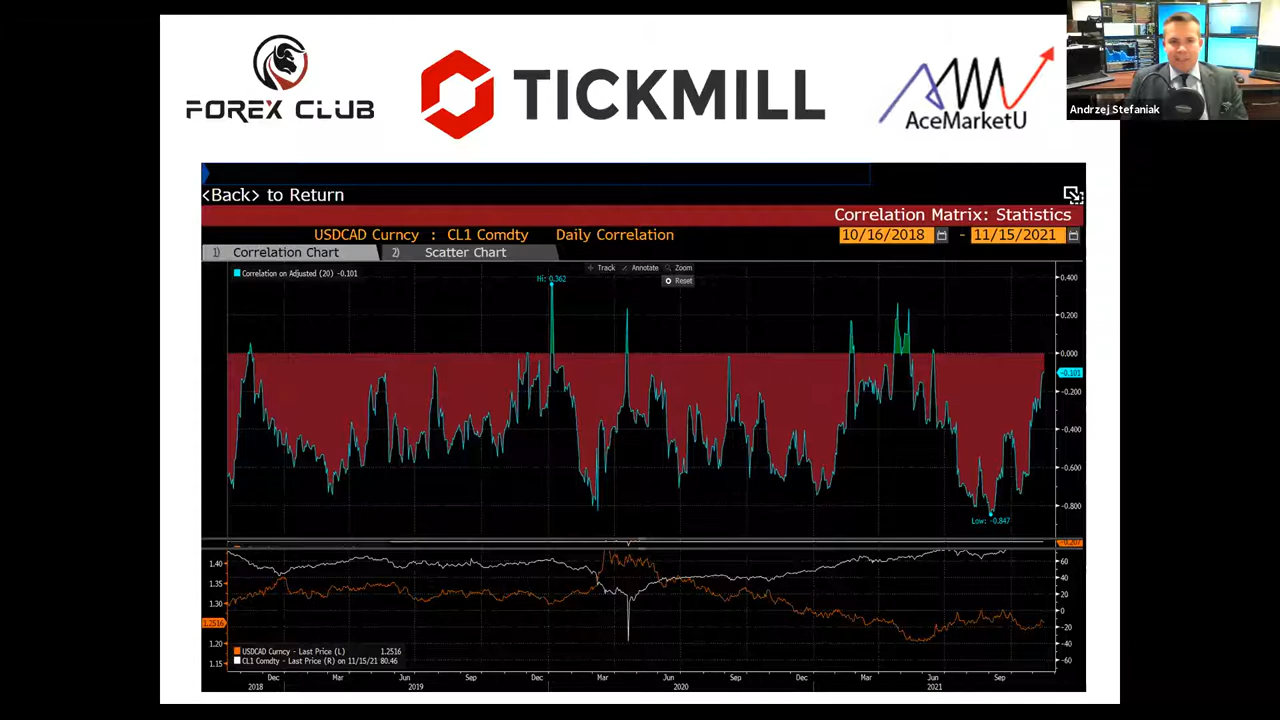 FOREX CLUB
TICKMILL
AceMarketU
Andrzej Stefaniak
<Back> to Return
Correlation Matrix: Statistics
USDCAD Curncy : CL1 Comdty Daily Correlation 10/16/2018 - 11/15/2021
1) Correlation Chart 2) Scatter Chart
Correlation on Adjusted (20) -0.101
Track Annotate Zoom
Reset
Hi: 0.362
0.400
0.200
0.000
-0.101
-0.200
-0.400
-0.600
-0.800
Low: -0.847
-0.207
1.40
1.35
1.30
1.2516
1.20
1.15
60
40
20
0
-20
-40
-60
USDCAD Curncy - Last Price (L) 1.2516
CL1 Comdty - Last Price (R) on 11/15/21 80.46
Dec Mar Jun Sep Dec Mar Jun Sep Dec Mar Jun Sep
2018 2019 2020 2021